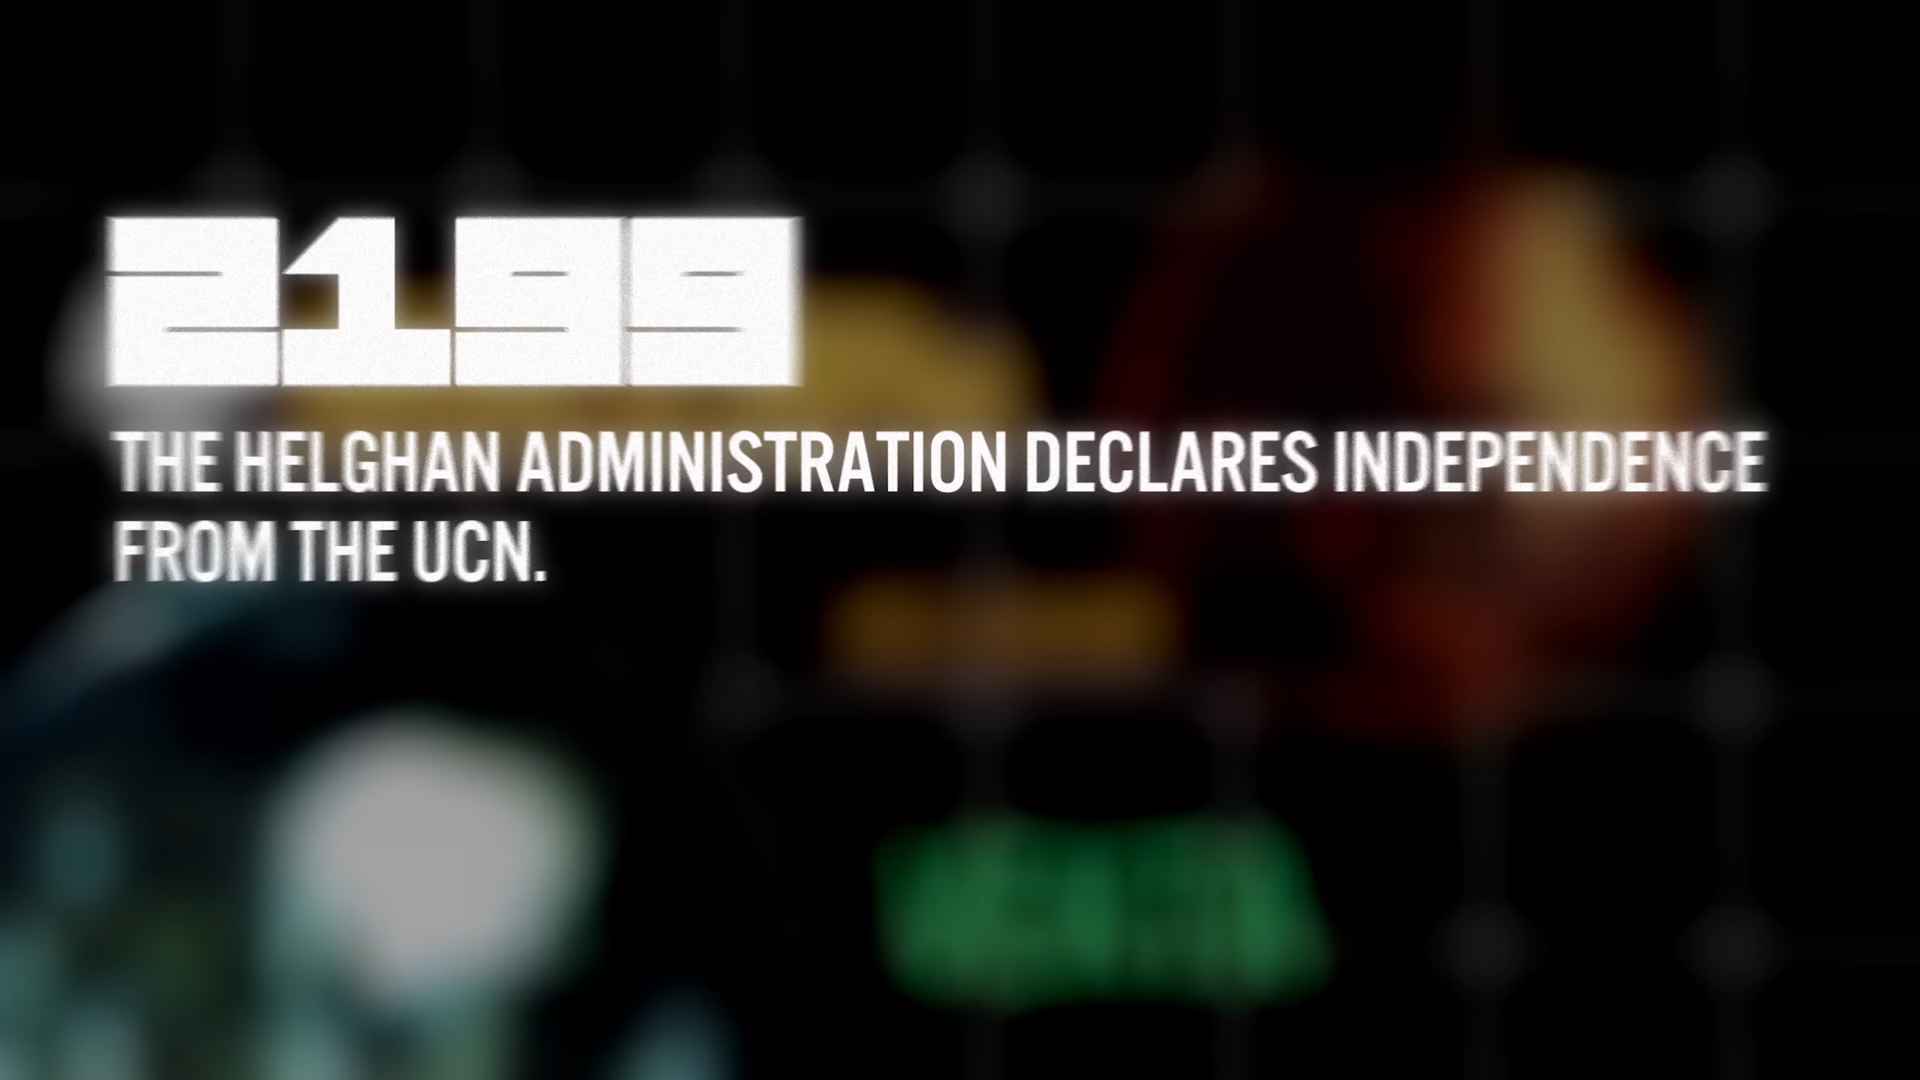 2199
THE HELGHAN ADMINISTRATION DECLARES INDEPENDENCE
FROM THE UCN.